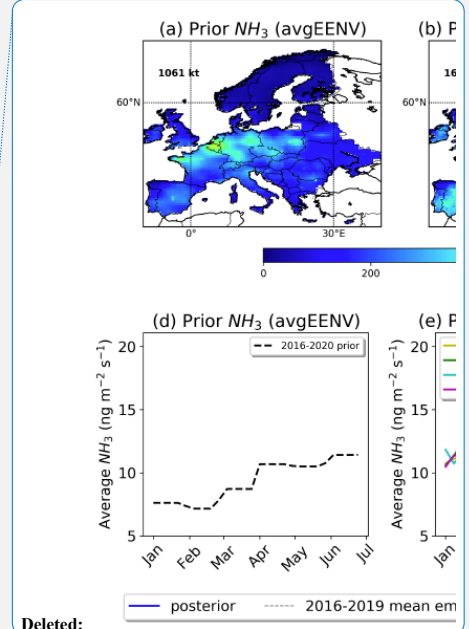 (a) Prior NH₃ (avgEENV)
(b) P
1061 kt
16
60°N
60°N
0°
30°E
0
200
(d) Prior NH₃ (avgEENV)
(e) P
2016-2020 prior
Average NH₃ (ng m⁻² s⁻¹)
20
15
10
5
Jan
Feb
Mar
Apr
May
Jun
Jul
Average NH₃ (ng m⁻² s⁻¹)
20
15
10
5
Jan
posterior
2016-2019 mean em
Deleted: